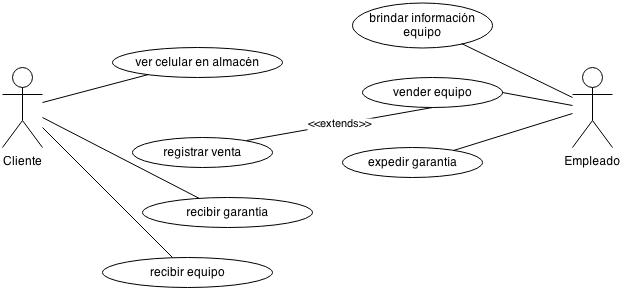 brindar información
equipo
ver celular en almacén
vender equipo
<<extends>>
registrar venta
expedir garantia
Cliente
Empleado
recibir garantia
recibir equipo